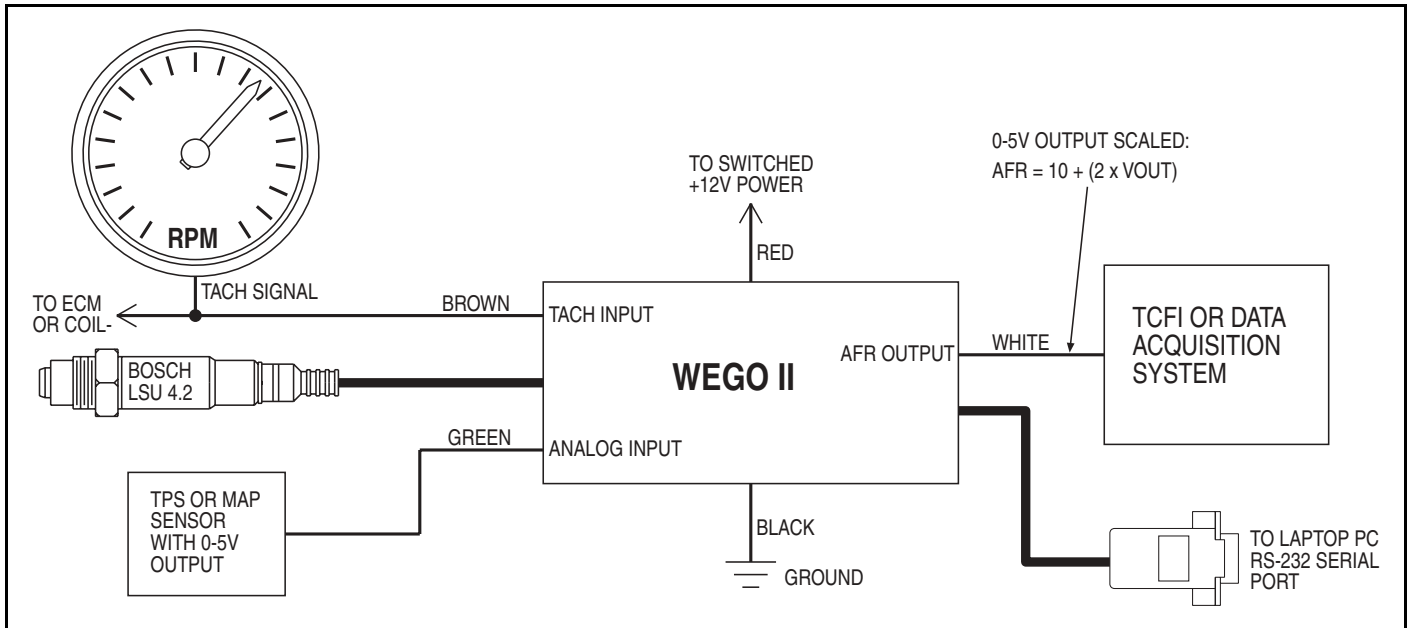 RPM
TACH SIGNAL
TO ECM
OR COIL-
BROWN
TACH INPUT
BOSCH
LSU 4.2
GREEN
ANALOG INPUT
TPS OR MAP
SENSOR
WITH 0-5V
OUTPUT
TO SWITCHED
+12V POWER
RED
WEGO II
AFR OUTPUT
BLACK
GROUND
0-5V OUTPUT SCALED:
AFR = 10 + (2 x VOUT)
WHITE
TCFI OR DATA
ACQUISITION
SYSTEM
TO LAPTOP PC
RS-232 SERIAL
PORT